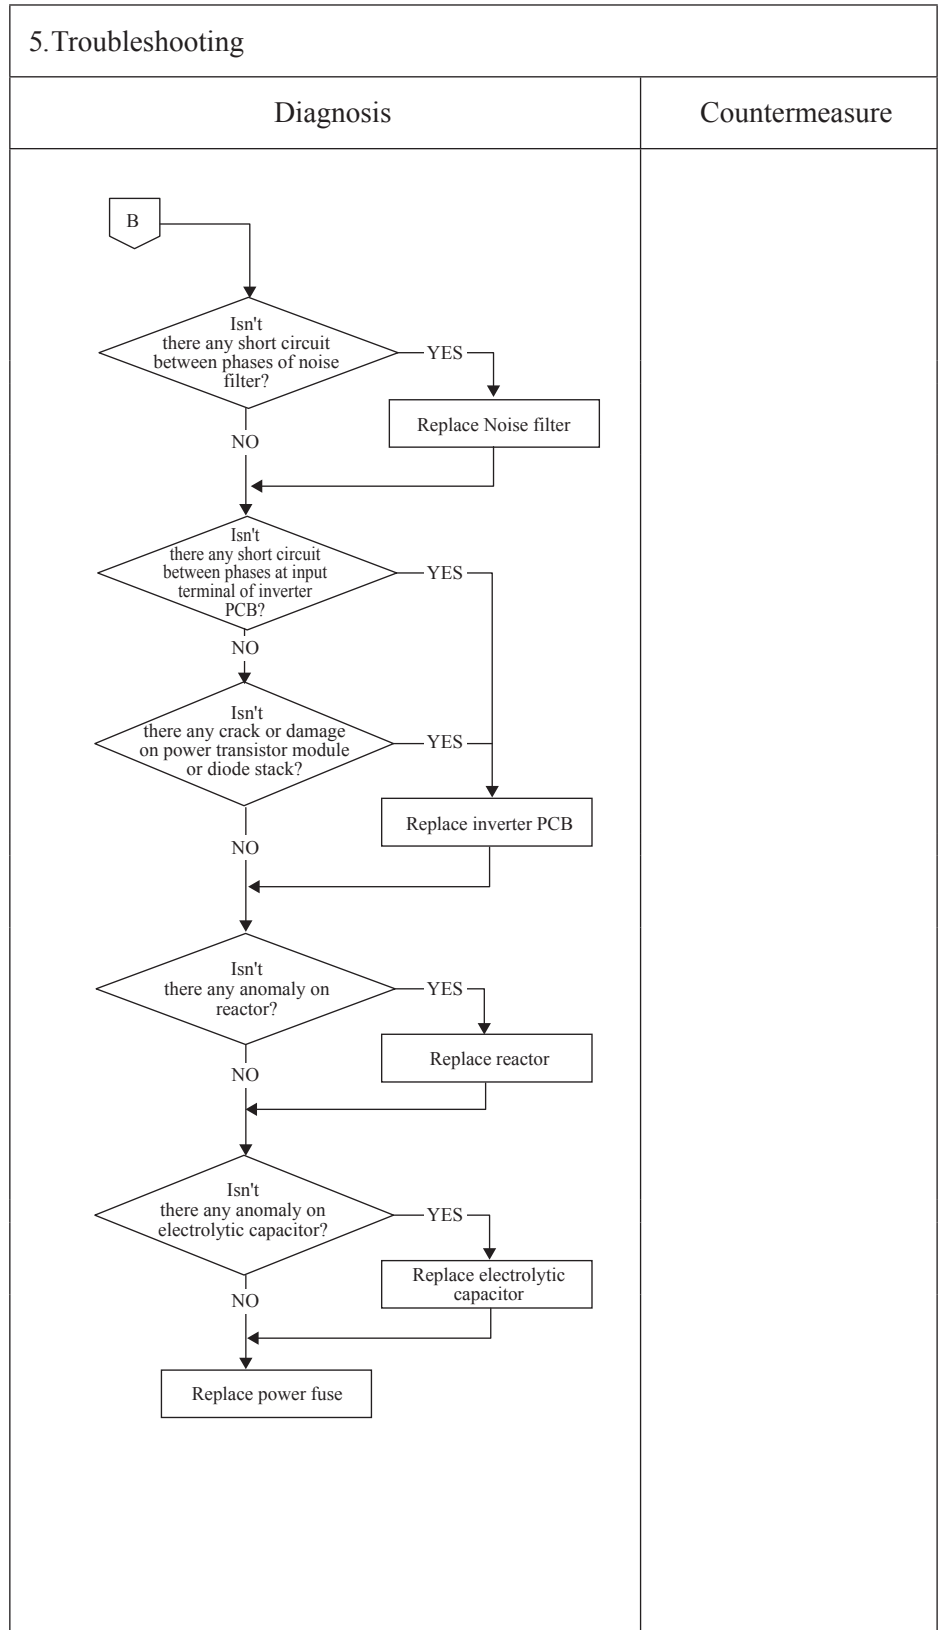 5.Troubleshooting
Diagnosis
Countermeasure
B
Isn't
there any short circuit
between phases of noise
filter?
YES
Replace Noise filter
NO
Isn't
there any short circuit
between phases at input
terminal of inverter
PCB?
YES
NO
Isn't
there any crack or damage
on power transistor module
or diode stack?
YES
Replace inverter PCB
NO
Isn't
there any anomaly on
reactor?
YES
Replace reactor
NO
Isn't
there any anomaly on
electrolytic capacitor?
YES
Replace electrolytic
capacitor
NO
Replace power fuse